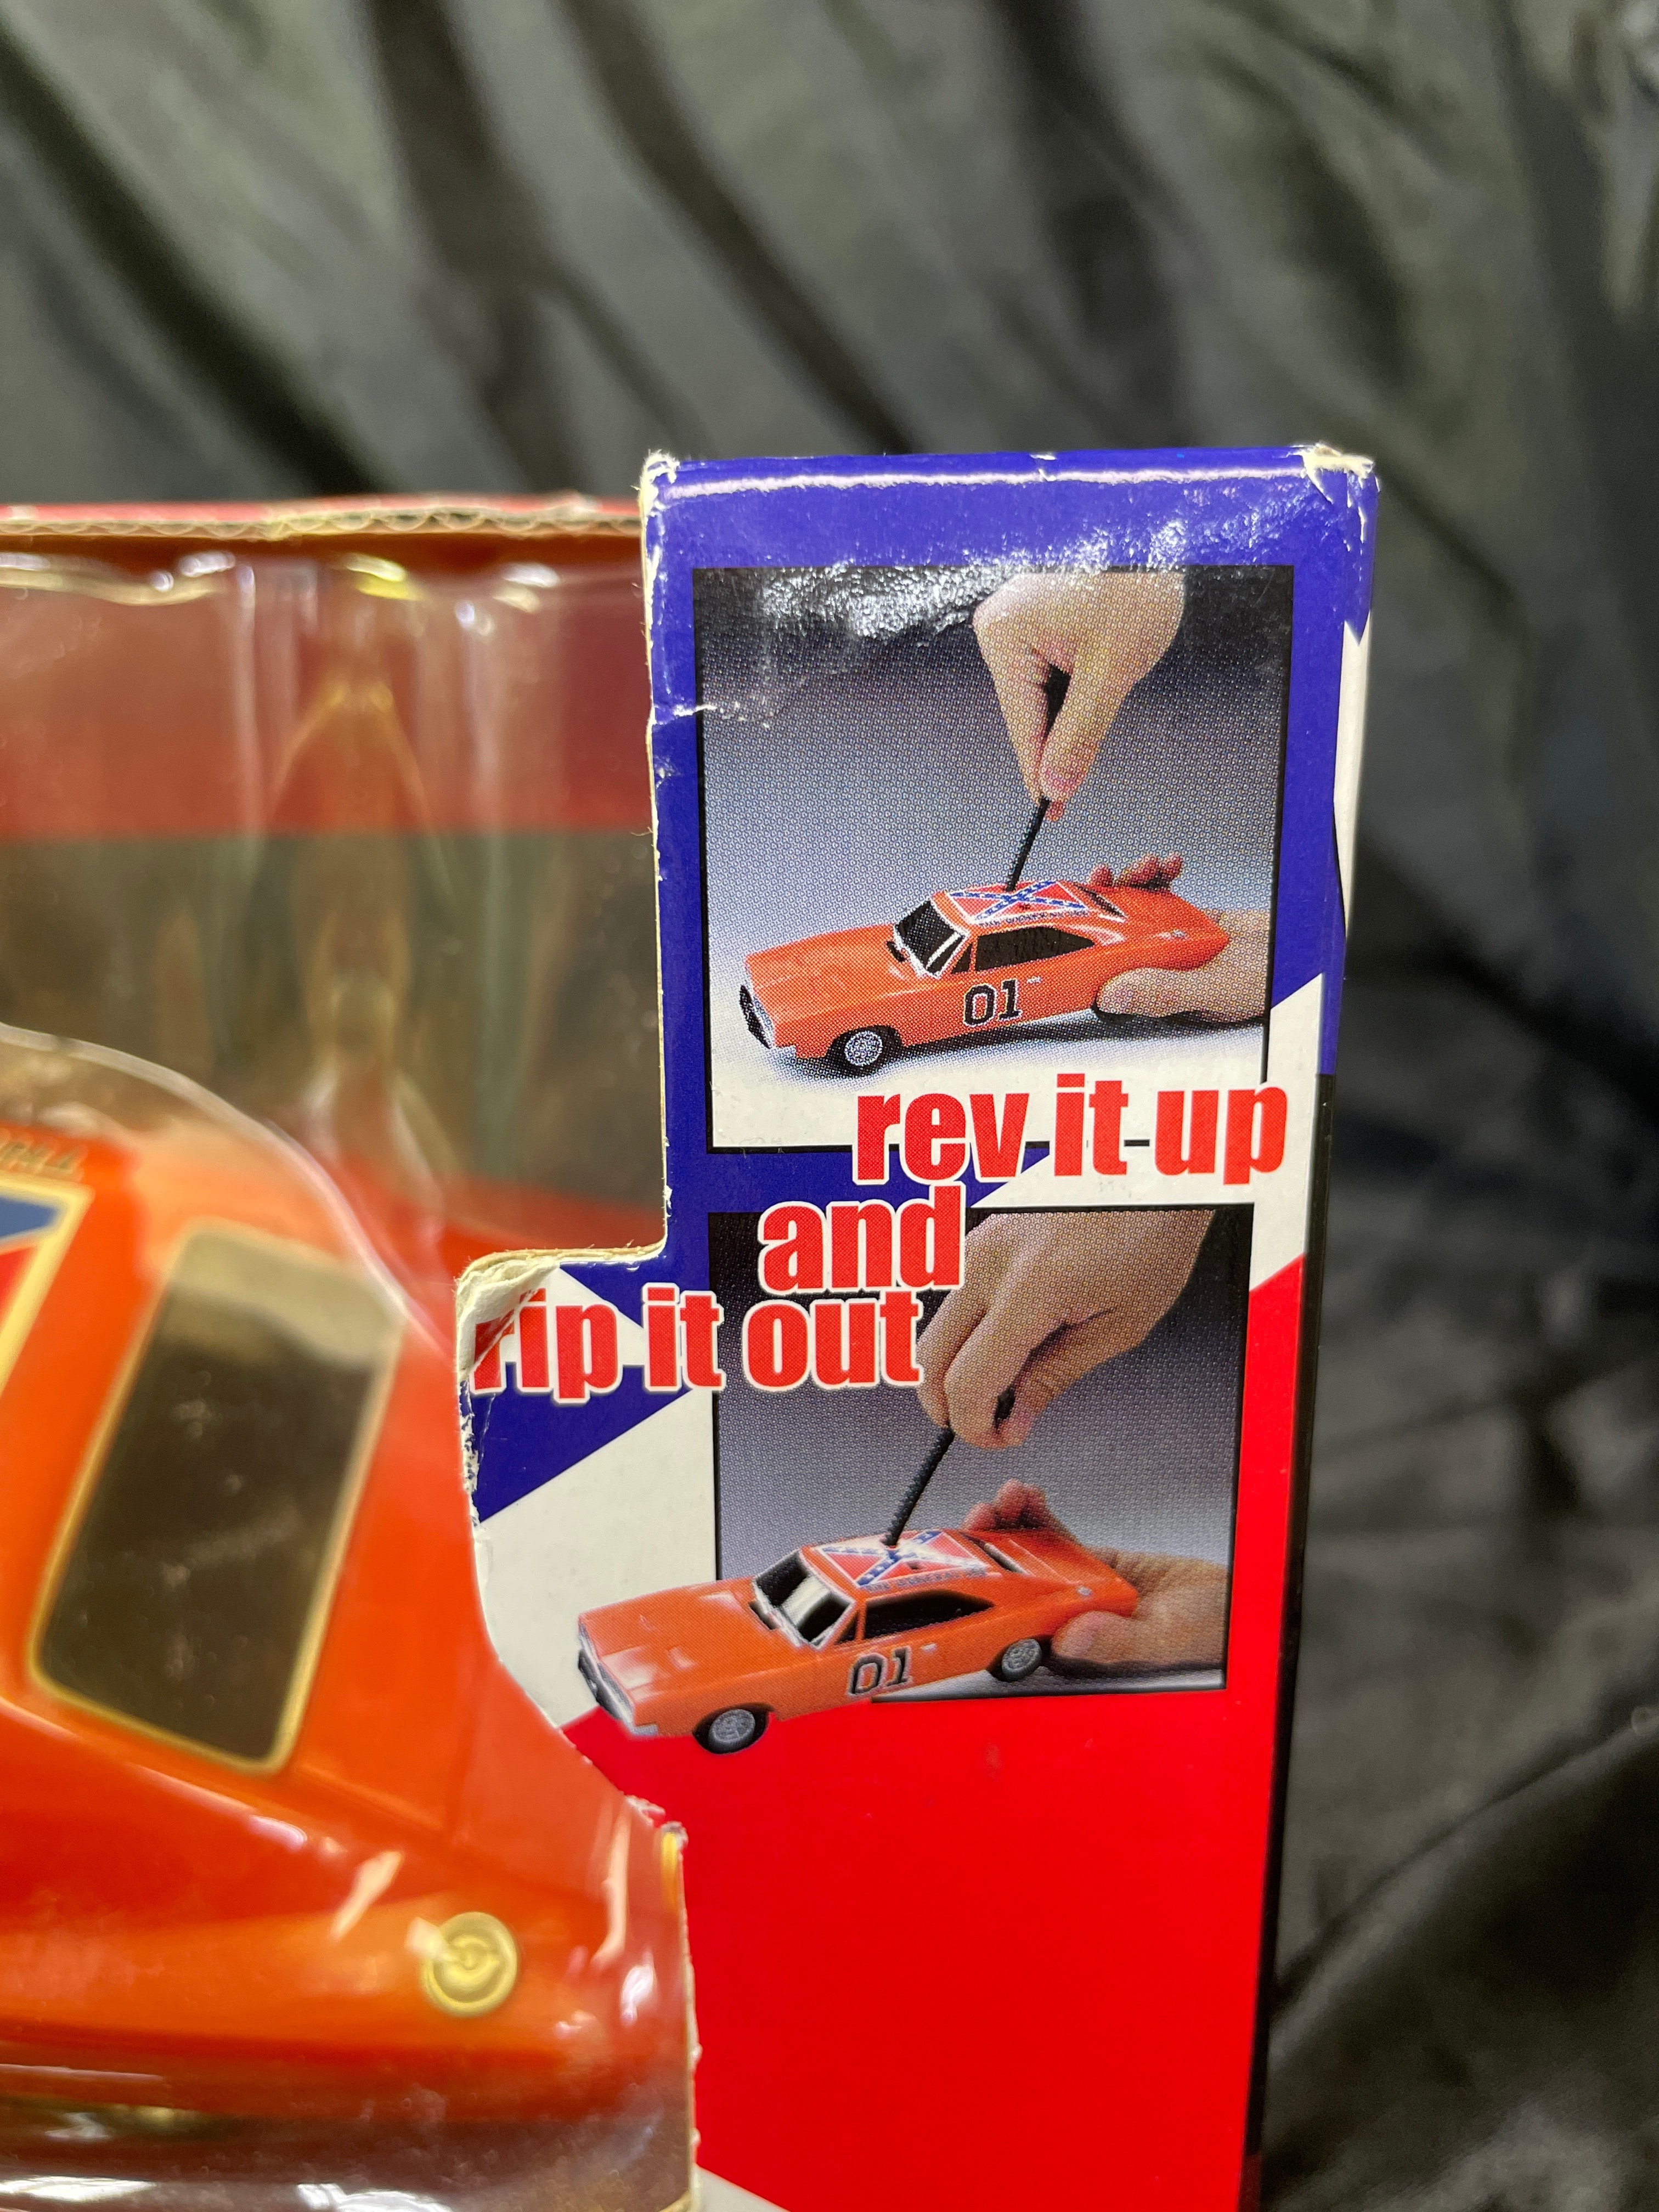 01
rev it up
and
rip it out
01